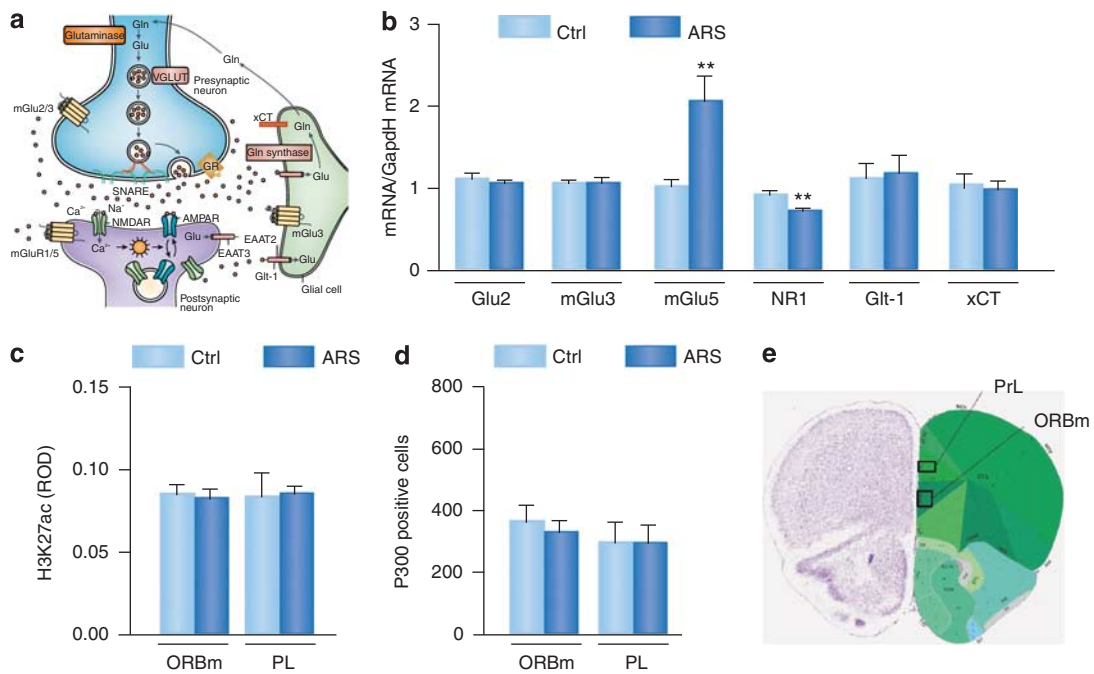 a
Glutaminase
Gln
Glu
Gln
VGLUT
Presynaptic
neuron
mGlu2/3
xCT
Gln
Gln synthase
GR
Glu
SNARE
Ca
Na
NMDAR
AMPAR
mGlu3
mGluR1/5
Ca
Glu
EAAT2
EAAT3
Glu
Glt-1
Glial cell
Postsynaptic
neuron
b
Ctrl ARS
mRNA/GapdH mRNA
3
2
1
0
**
**
Glu2 mGlu3 mGlu5 NR1 Glt-1 xCT
c
Ctrl ARS
H3K27ac (ROD)
0.15
0.10
0.05
0.00
ORBm PL
d
Ctrl ARS
P300 positive cells
800
600
400
200
0
ORBm PL
e
PrL
ORBm